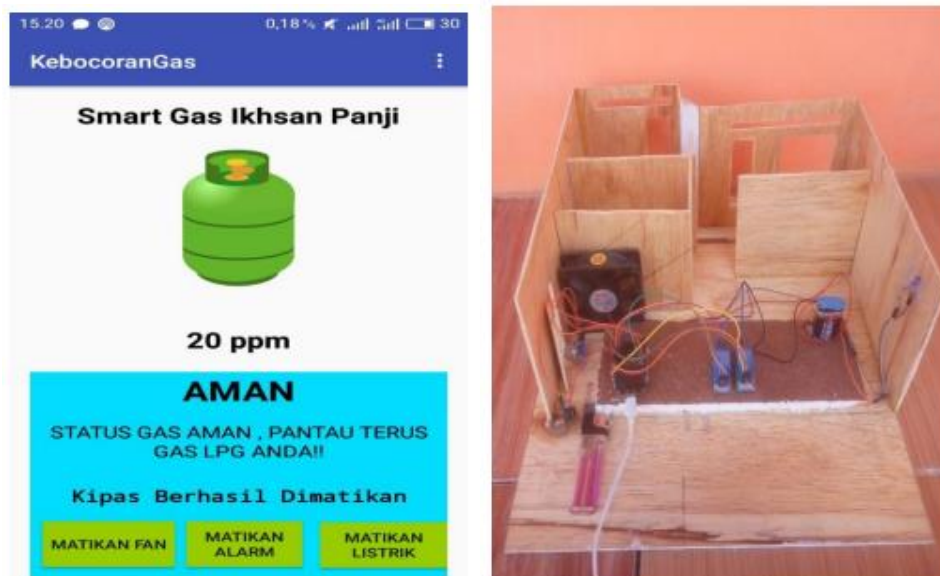 15.20 0,18% 30
KebocoranGas
Smart Gas Ikhsan Panji
20 ppm
AMAN
STATUS GAS AMAN , PANTAU TERUS
GAS LPG ANDA!!
Kipas Berhasil Dimatikan
MATIKAN FAN
MATIKAN
ALARM
MATIKAN
LISTRIK